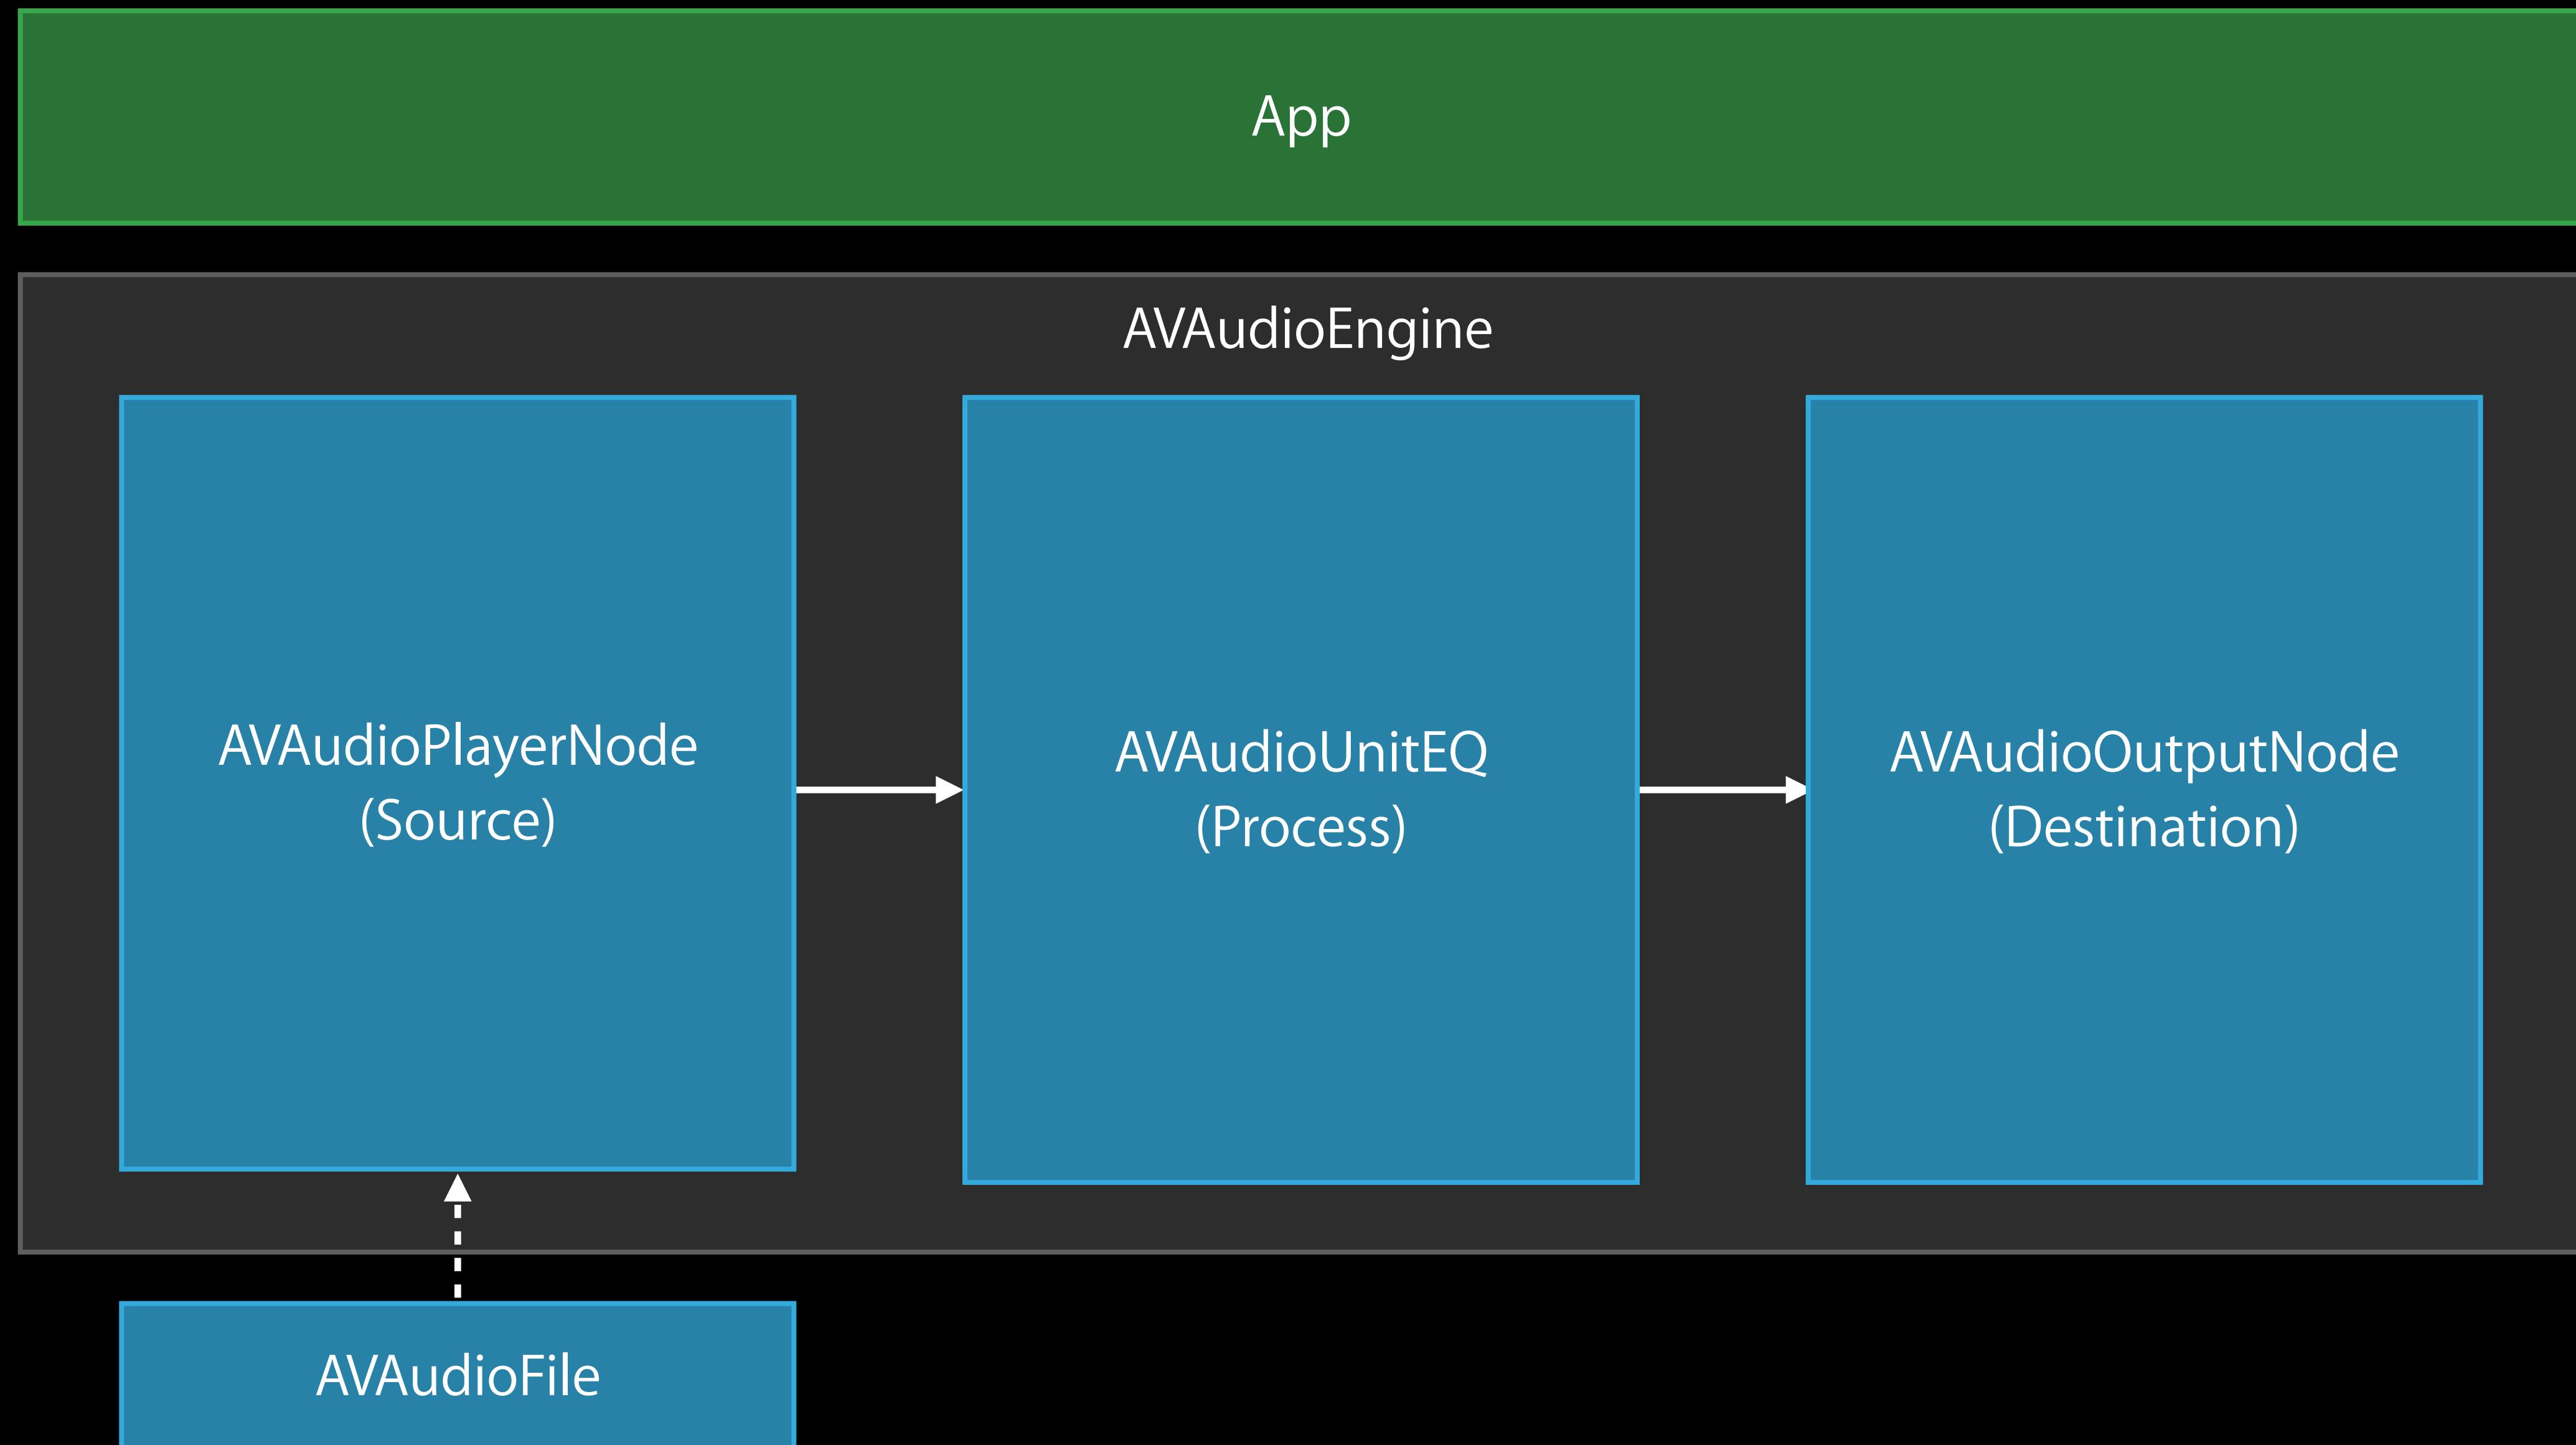 App
AVAudioEngine
AVAudioPlayerNode
(Source)
AVAudioUnitEQ
(Process)
AVAudioOutputNode
(Destination)
AVAudioFile